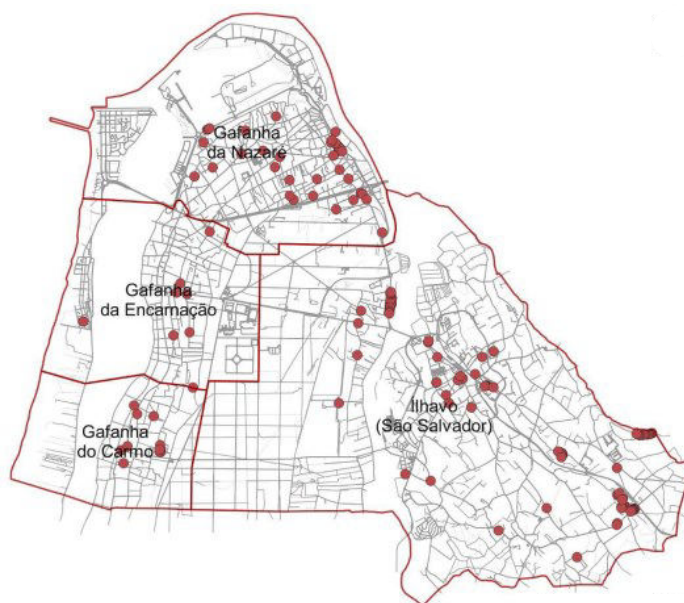 Gafanha
da Nazaré
Gafanha
da Encarnação
Gafanha
do Carmo
Ílhavo
(São Salvador)